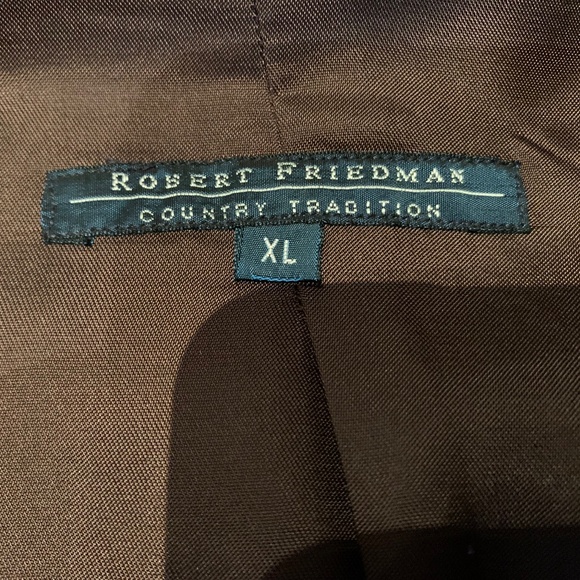 ROBERT FRIEDMAN
COUNTRY TRADITION
XL